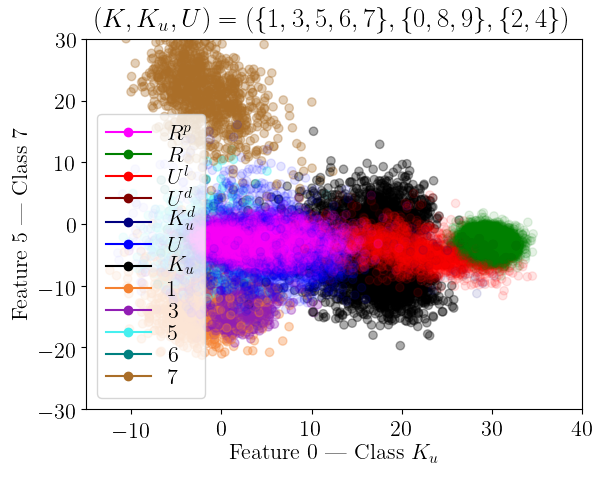 (K, K_u, U) = ({1, 3, 5, 6, 7}, {0, 8, 9}, {2, 4})
30
20
10
0
−10
−20
−30
Feature 5 — Class 7
R^p
R
U^l
U^d
K_u^d
U
K_u
1
3
5
6
7
−10
0
10
20
30
40
Feature 0 — Class K_u